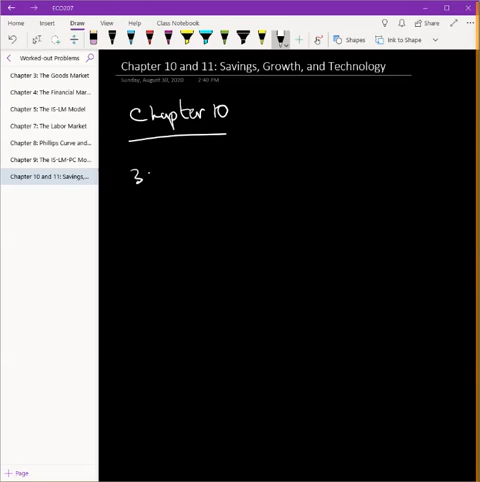 ECO207
Home Insert Draw View Help Class Notebook Share
Shapes Ink to Shape
Worked-out Problems
Chapter 3: The Goods Market
Chapter 4: The Financial Mar...
Chapter 5: The IS-LM Model
Chapter 7: The Labor Market
Chapter 8: Phillips Curve and...
Chapter 9: The IS-LM-PC Mo...
Chapter 10 and 11: Savings,...
Page
Chapter 10 and 11: Savings, Growth, and Technology
Sunday, August 30, 2020 2:40 PM
Chapter 10
3.